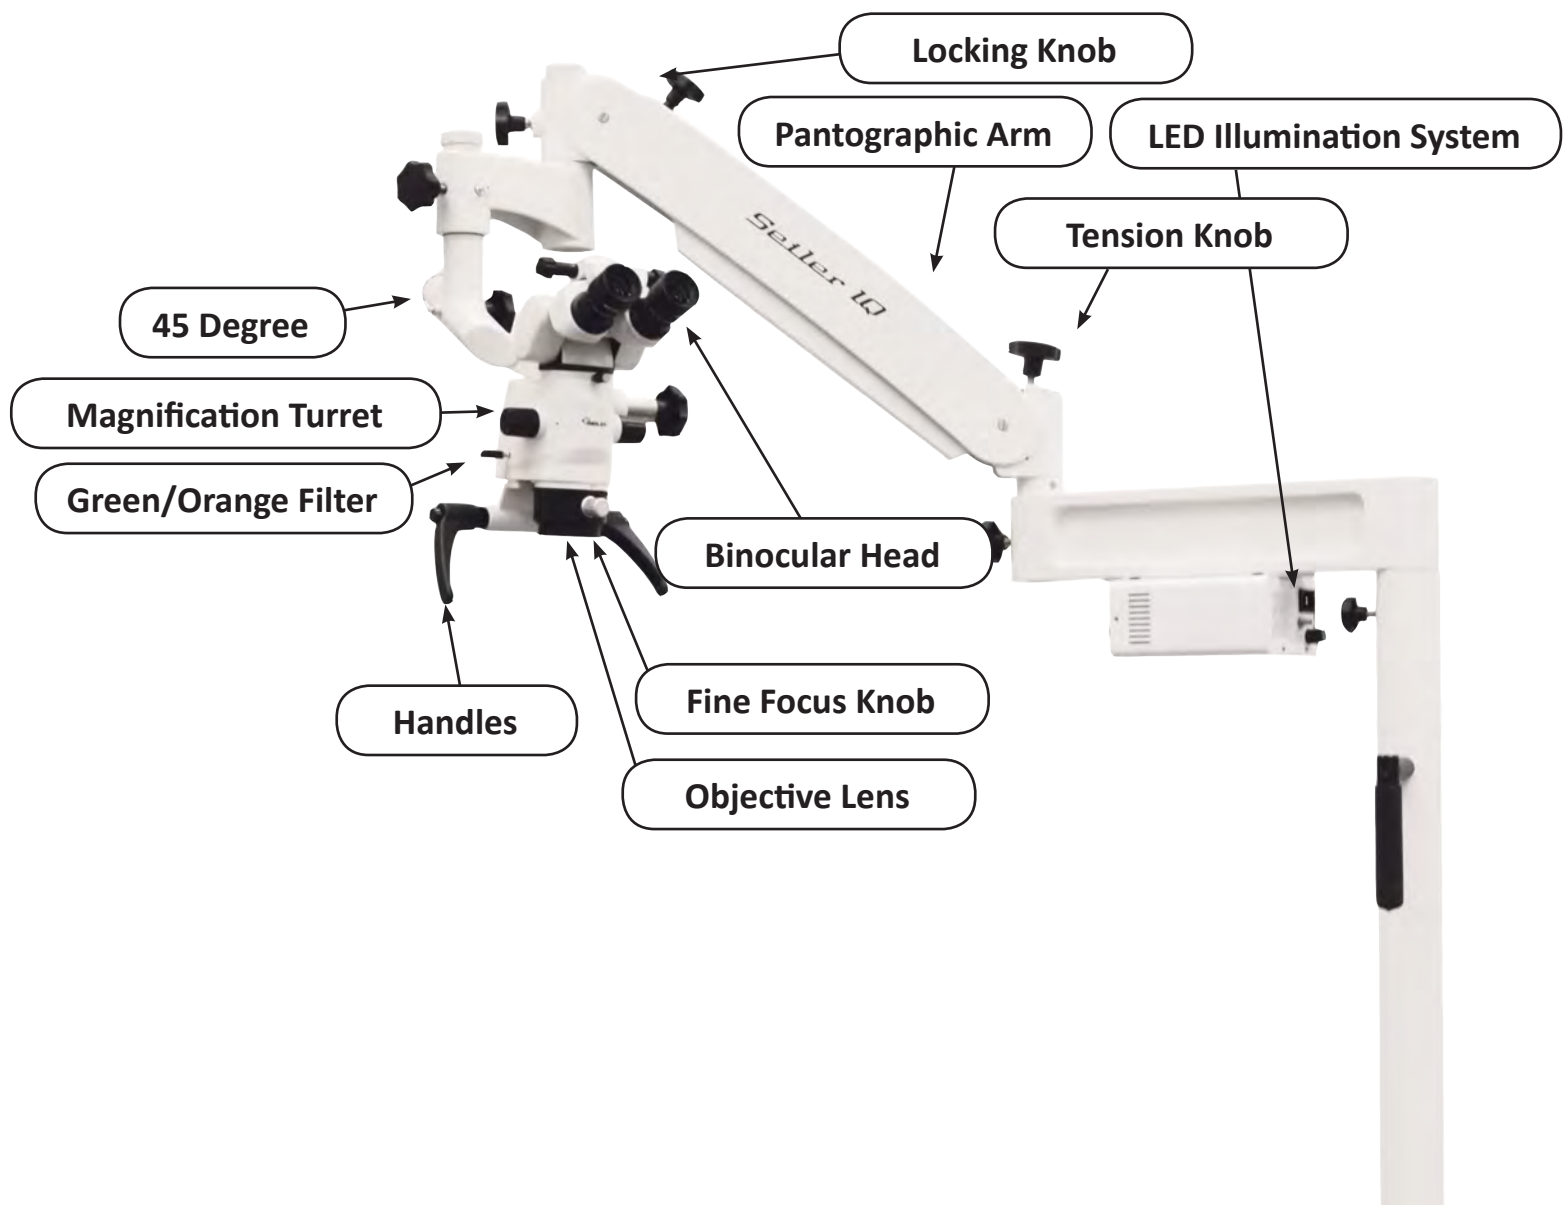 Locking Knob
Pantographic Arm
LED Illumination System
Tension Knob
Seiler IQ
45 Degree
Magnification Turret
Green/Orange Filter
Binocular Head
Fine Focus Knob
Handles
Objective Lens